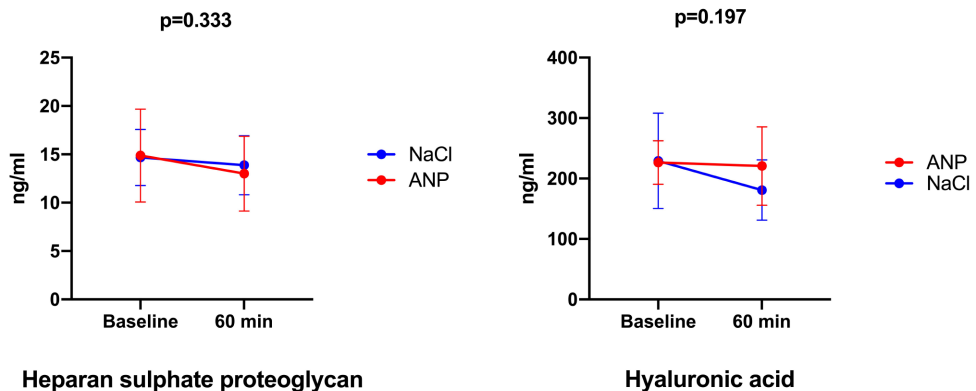 p=0.333
25
20
15
10
5
0
ng/ml
Baseline
60 min
NaCl
ANP
Heparan sulphate proteoglycan
p=0.197
400
300
200
100
0
ng/ml
Baseline
60 min
ANP
NaCl
Hyaluronic acid